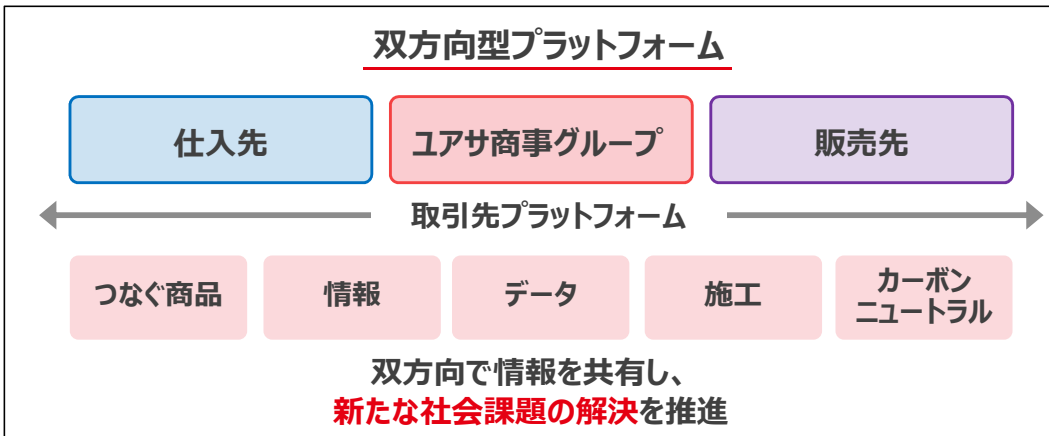 双方向型プラットフォーム
仕入先
ユアサ商事グループ
販売先
取引先プラットフォーム
つなぐ商品
情報
データ
施工
カーボン
ニュートラル
双方向で情報を共有し、
新たな社会課題の解決を推進